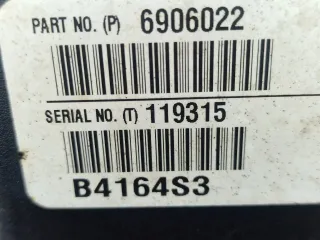 PART NO. (P) 6906022
SERIAL NO. (T) 119315
B4164S3